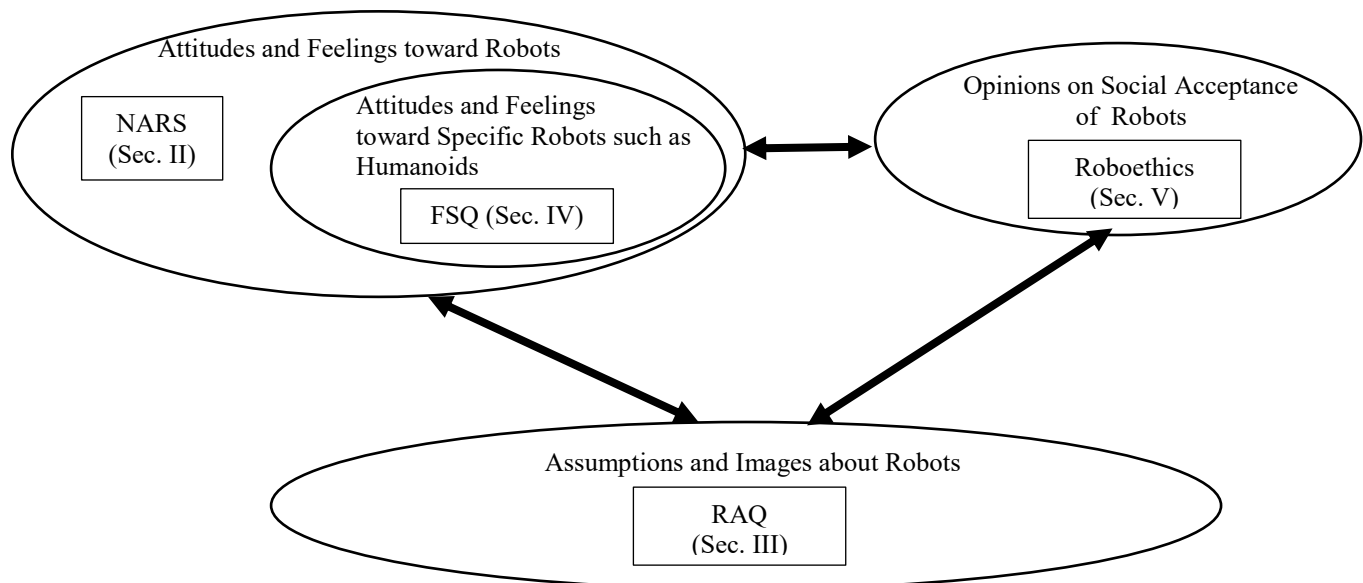 Attitudes and Feelings toward Robots
NARS
(Sec. II)
Attitudes and Feelings
toward Specific Robots such as
Humanoids
FSQ (Sec. IV)
Opinions on Social Acceptance
of Robots
Roboethics
(Sec. V)
Assumptions and Images about Robots
RAQ
(Sec. III)